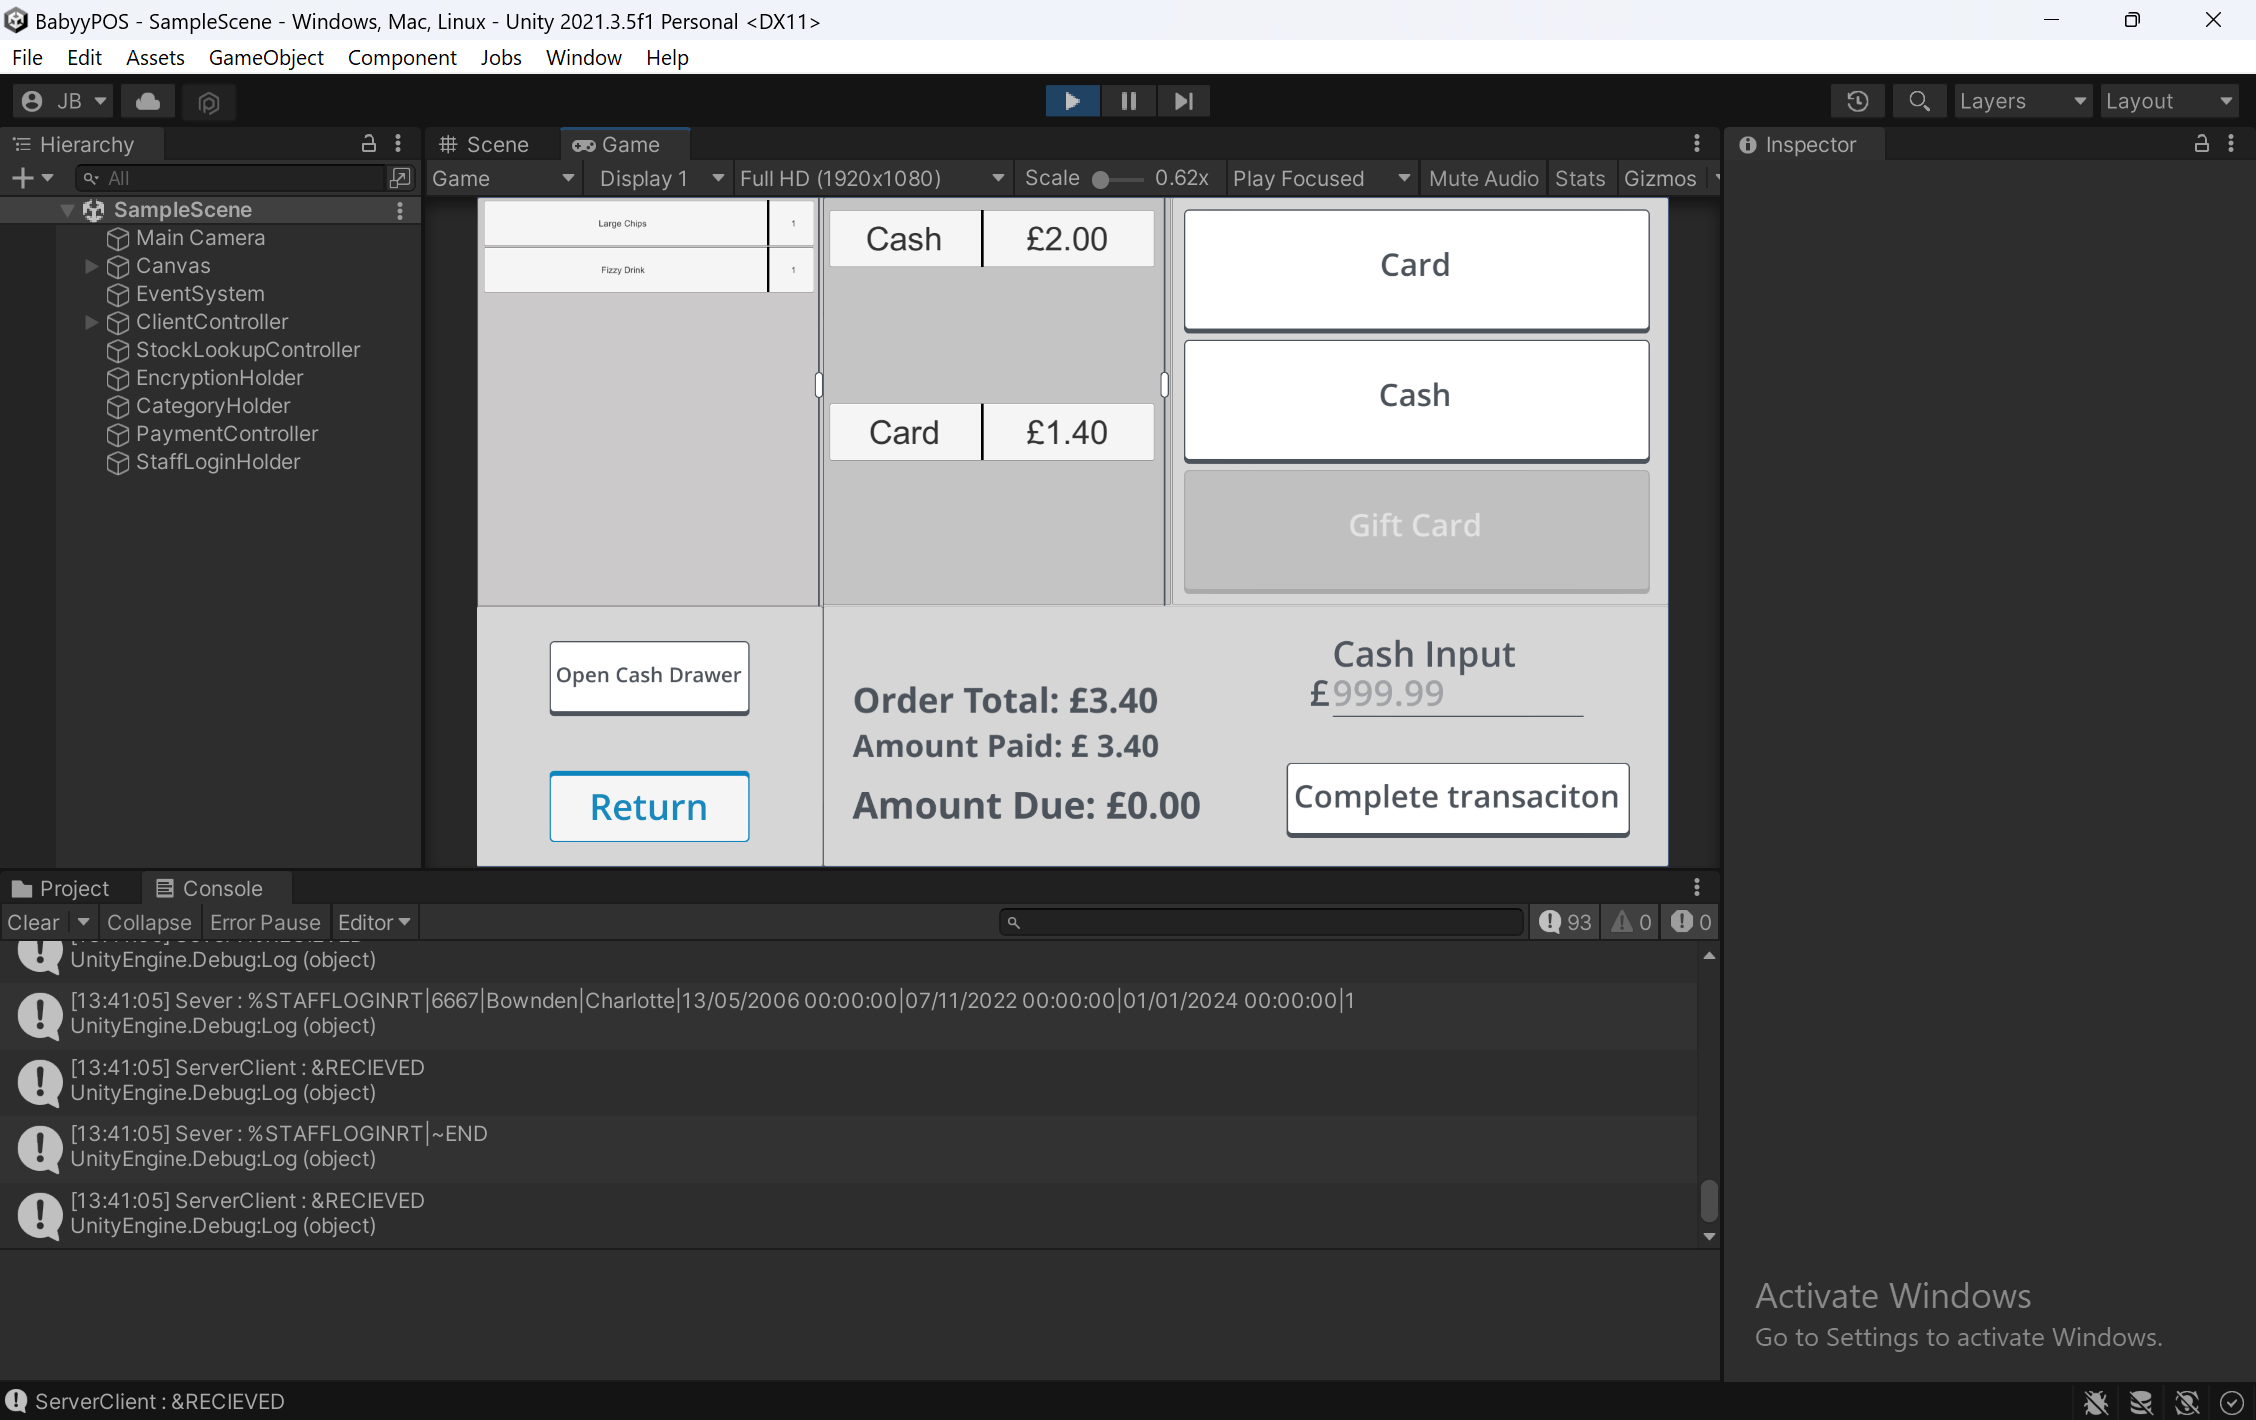 BabyyPOS - SampleScene - Windows, Mac, Linux - Unity 2021.3.5f1 Personal <DX11>
File Edit Assets GameObject Component Jobs Window Help
JB
Layers Layout
Hierarchy
All
SampleScene
Main Camera
Canvas
EventSystem
ClientController
StockLookupController
EncryptionHolder
CategoryHolder
PaymentController
StaffLoginHolder
Scene Game
Game Display 1 Full HD (1920x1080) Scale 0.62x Play Focused Mute Audio Stats Gizmos
Large Chips 1
Fizzy Drink 1
Cash £2.00
Card £1.40
Card
Cash
Gift Card
Open Cash Drawer
Return
Order Total: £3.40
Amount Paid: £ 3.40
Amount Due: £0.00
Cash Input
£999.99
Complete transaciton
Inspector
Project Console
Clear Collapse Error Pause Editor 93 0 0
UnityEngine.Debug:Log (object)
[13:41:05] Sever : %STAFFLOGINRT|6667|Bownden|Charlotte|13/05/2006 00:00:00|07/11/2022 00:00:00|01/01/2024 00:00:00|1
UnityEngine.Debug:Log (object)
[13:41:05] ServerClient : &RECIEVED
UnityEngine.Debug:Log (object)
[13:41:05] Sever : %STAFFLOGINRT|~END
UnityEngine.Debug:Log (object)
[13:41:05] ServerClient : &RECIEVED
UnityEngine.Debug:Log (object)
Activate Windows
Go to Settings to activate Windows.
ServerClient : &RECIEVED